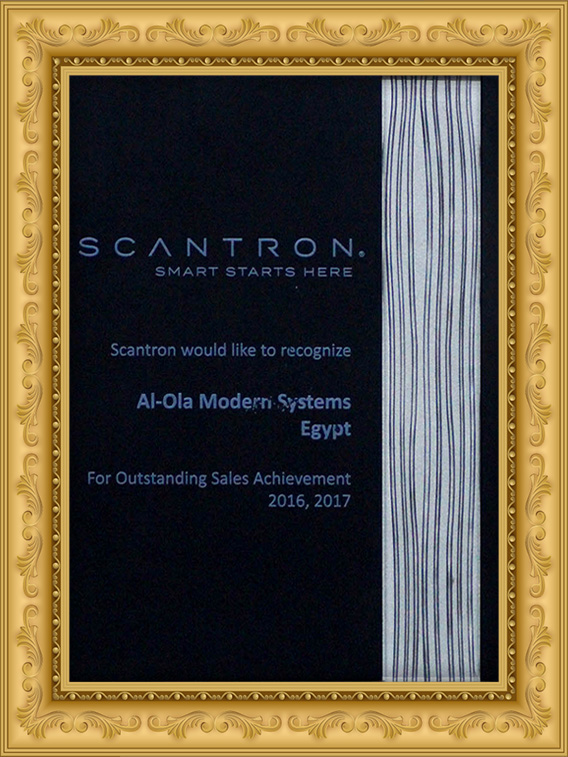 SCANTRON®
SMART STARTS HERE
Scantron would like to recognize
Al-Ola Modern Systems
Egypt
For Outstanding Sales Achievement
2016, 2017